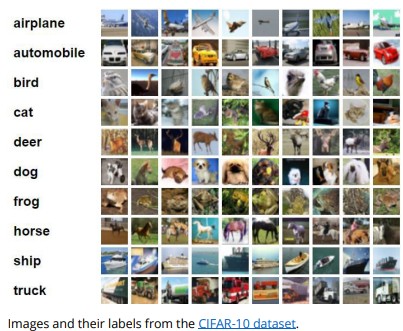 airplane
automobile
bird
cat
deer
dog
frog
horse
ship
truck
Images and their labels from the CIFAR-10 dataset.